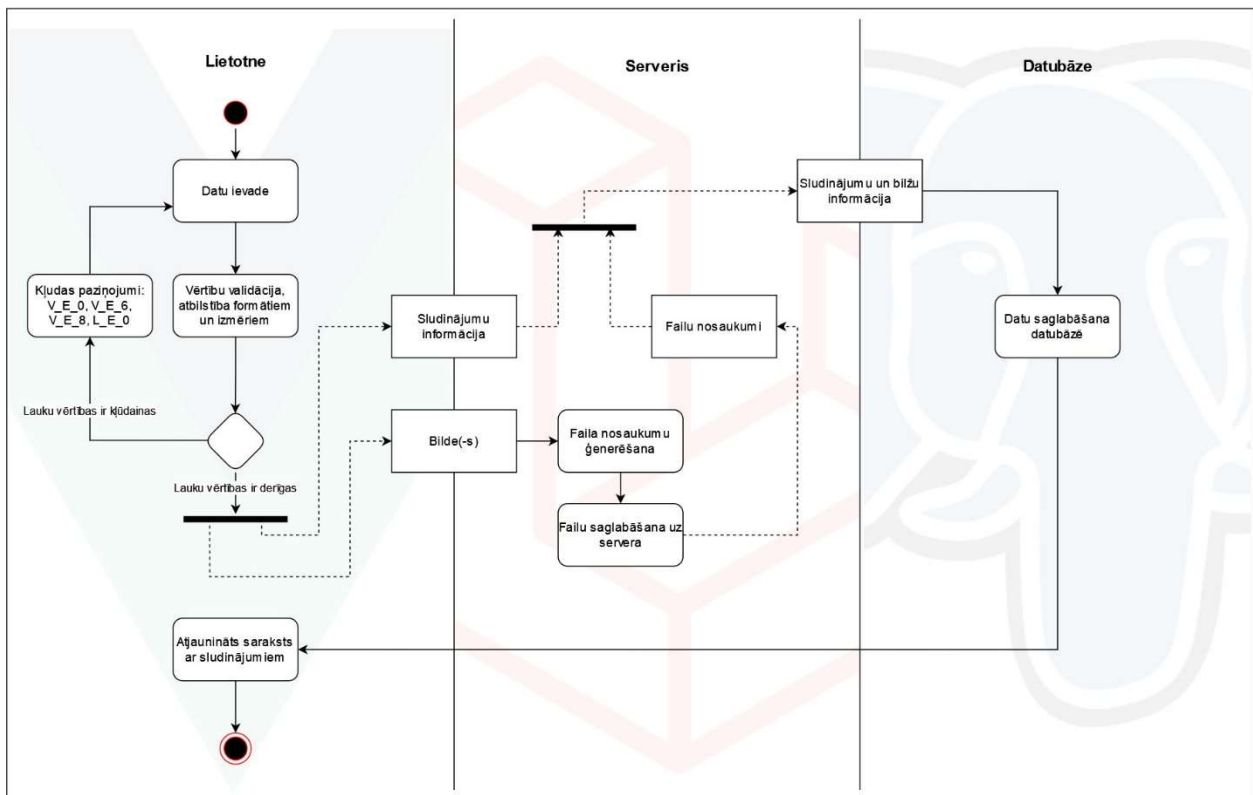 Lietotne
Serveris
Datubāze
Datu ievade
Kļudas paziņojumi:
V_E_0, V_E_6,
V_E_8, L_E_0
Vērtību validācija,
atbilstība formātiem
un izmēriem
Lauku vērtības ir kļūdainas
Lauku vērtības ir derīgas
Sludinājumu
informācija
Bilde(-s)
Faila nosaukumu
ģenerēšana
Failu saglabāšana uz
servera
Failu nosaukumi
Sludinājumu un bilžu
informācija
Datu saglabāšana
datubāzē
Atjaunināts saraksts
ar sludinājumiem